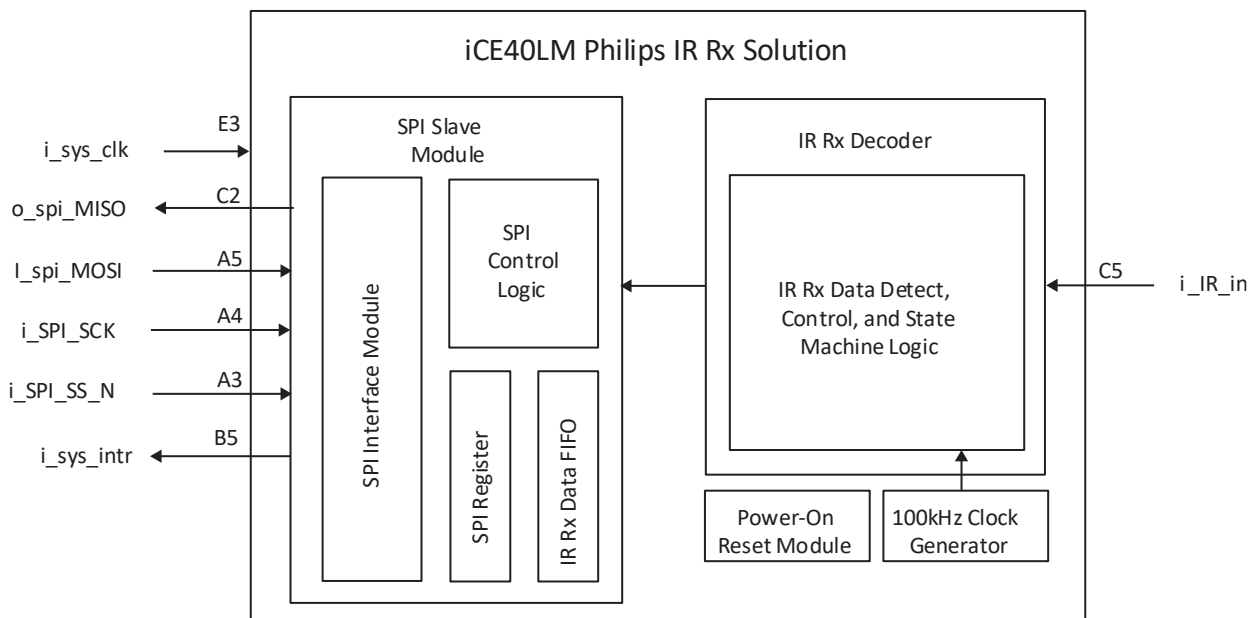 iCE40LM Philips IR Rx Solution
i_sys_clk
E3
o_spi_MISO
C2
I_spi_MOSI
A5
i_SPI_SCK
A4
i_SPI_SS_N
A3
i_sys_intr
B5
SPI Slave
Module
SPI Interface Module
SPI
Control
Logic
SPI Register
IR Rx Data FIFO
IR Rx Decoder
IR Rx Data Detect,
Control, and State
Machine Logic
Power-On
Reset Module
100kHz Clock
Generator
C5
i_IR_in